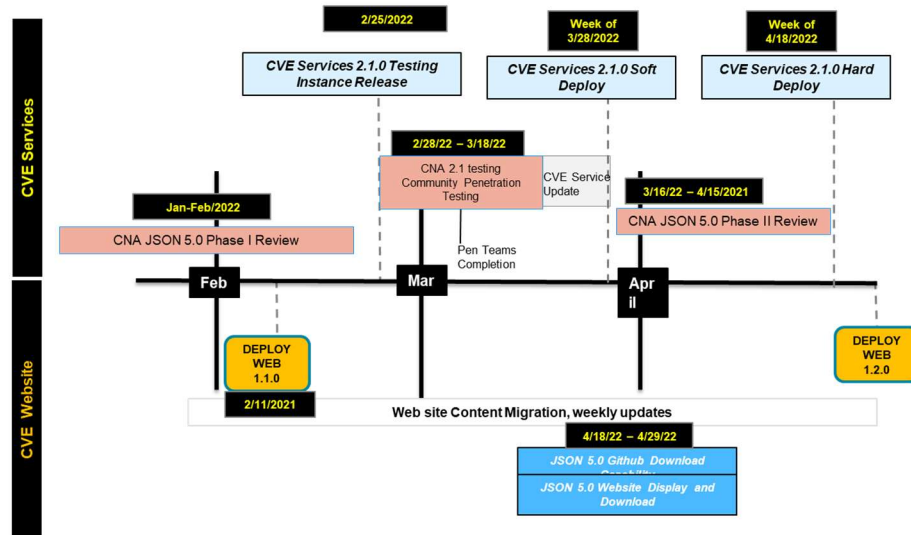 2/25/2022
Week of
3/28/2022
Week of
4/18/2022
CVE Services 2.1.0 Testing
Instance Release
CVE Services 2.1.0 Soft
Deploy
CVE Services 2.1.0 Hard
Deploy
CVE Services
2/28/22 – 3/18/22
CNA 2.1 testing
Community Penetration
Testing
CVE Service
Update
3/16/22 – 4/15/2021
CNA JSON 5.0 Phase II Review
Jan-Feb/2022
CNA JSON 5.0 Phase I Review
Pen Teams
Completion
Feb
Mar
Apr
il
CVE Website
DEPLOY
WEB
1.1.0
2/11/2021
DEPLOY
WEB
1.2.0
Web site Content Migration, weekly updates
4/18/22 – 4/29/22
JSON 5.0 Github Download
Capability
JSON 5.0 Website Display and
Download